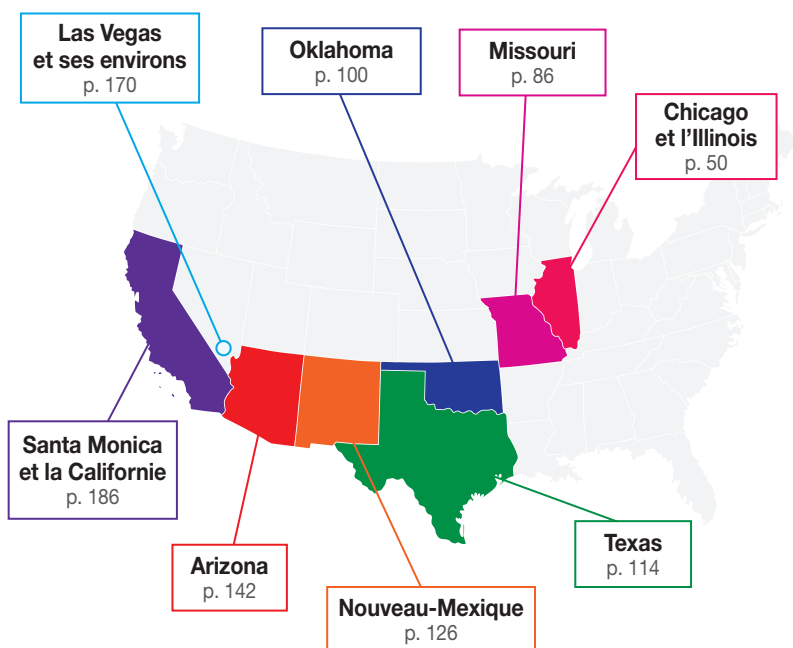 Las Vegas
et ses environs
p. 170
Oklahoma
p. 100
Missouri
p. 86
Chicago
et l’Illinois
p. 50
Santa Monica
et la Californie
p. 186
Arizona
p. 142
Nouveau-Mexique
p. 126
Texas
p. 114